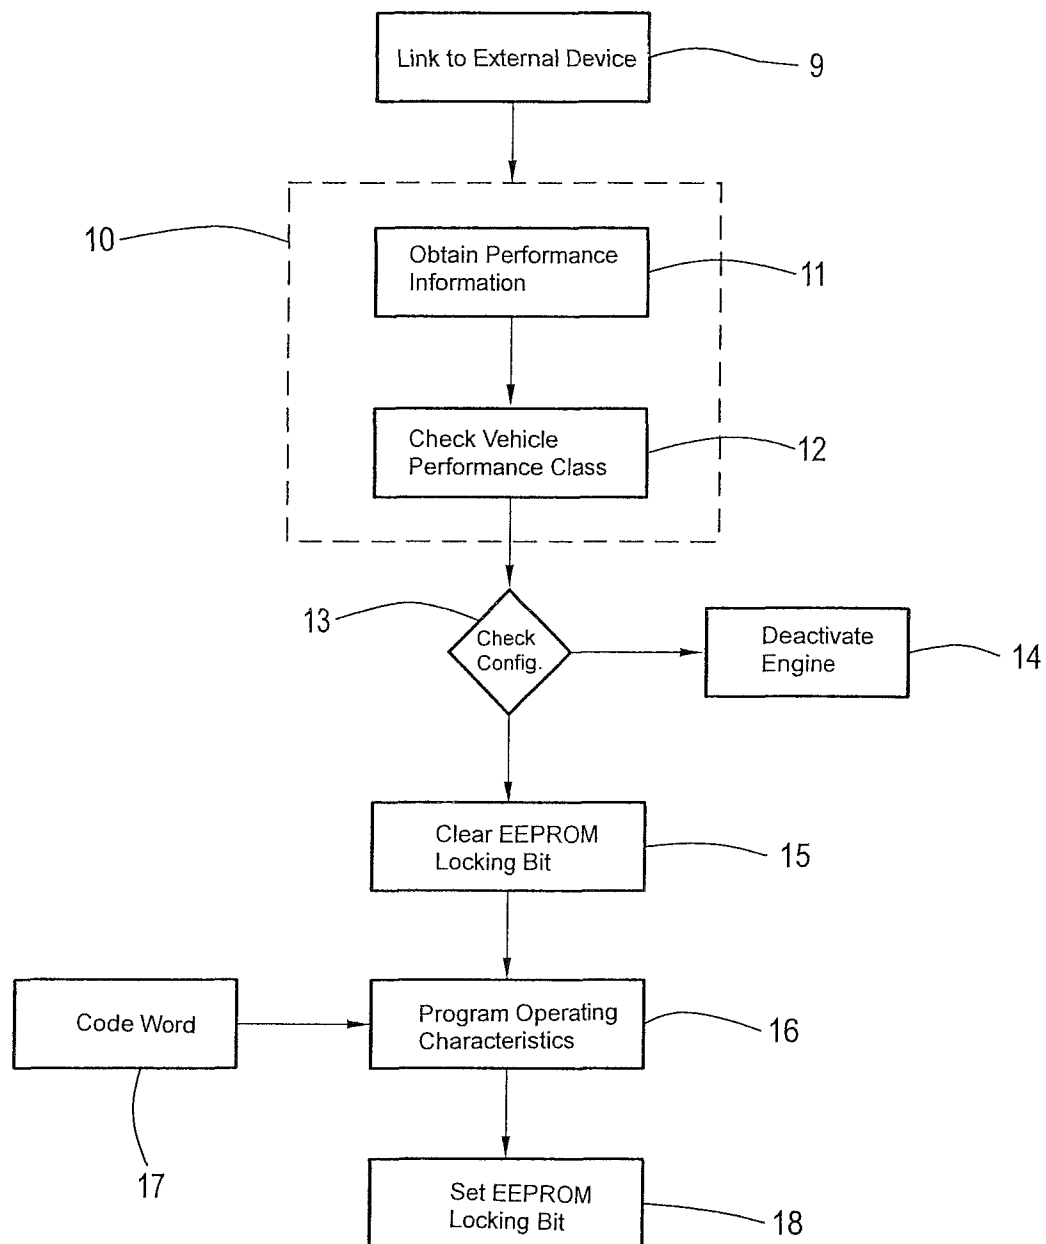 Link to External Device
9
10
Obtain Performance
Information
11
Check Vehicle
Performance Class
12
13
Check
Config.
Deactivate
Engine
14
Clear EEPROM
Locking Bit
15
Code Word
Program Operating
Characteristics
16
17
Set EEPROM
Locking Bit
18